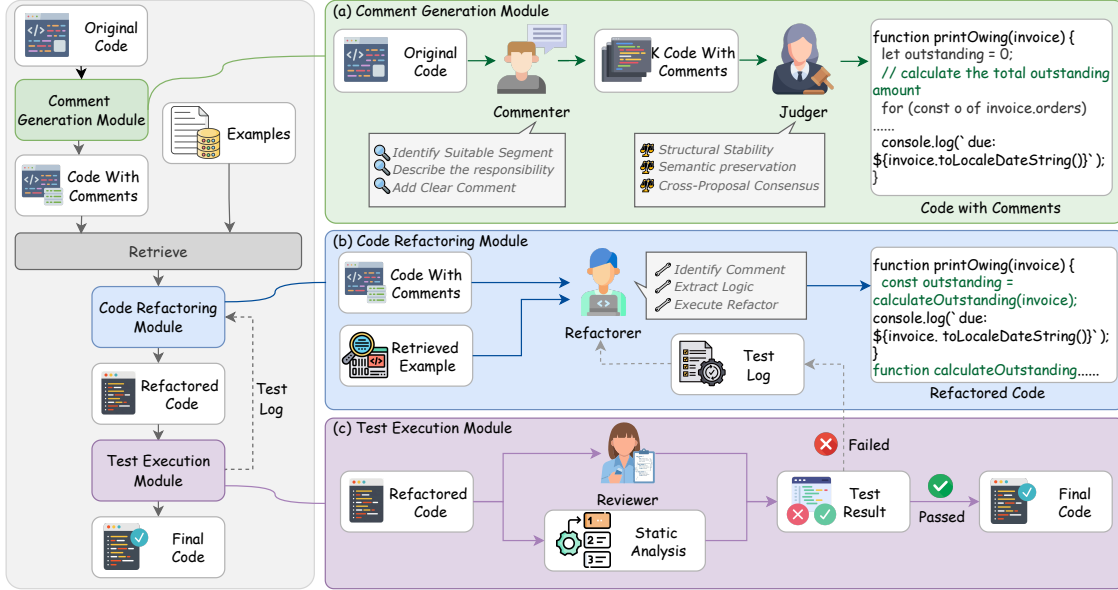 Original
Code
Comment
Generation Module
Examples
Code With
Comments
Retrieve
Code Refactoring
Module
Refactored
Code
Test
Log
Test Execution
Module
Final
Code
(a) Comment Generation Module
Original
Code
Commenter
Identify Suitable Segment
Describe the responsibility
Add Clear Comment
K Code With
Comments
Judger
Structural Stability
Semantic preservation
Cross-Proposal Consensus
function printOwing(invoice) {
let outstanding = 0;
// calculate the total outstanding
amount
for (const o of invoice.orders)
......
console.log(`due:
${invoice.toLocaleDateString()}`);
}
Code with Comments
(b) Code Refactoring Module
Code With
Comments
Retrieved
Example
Refactorer
Identify Comment
Extract Logic
Execute Refactor
Test
Log
function printOwing(invoice) {
const outstanding =
calculateOutstanding(invoice);
console.log(`due:
${invoice. toLocaleDateString()}`);
}
function calculateOutstanding......
Refactored Code
(c) Test Execution Module
Refactored
Code
Reviewer
1
2
3
Static
Analysis
Failed
Test
Result
Passed
Final
Code